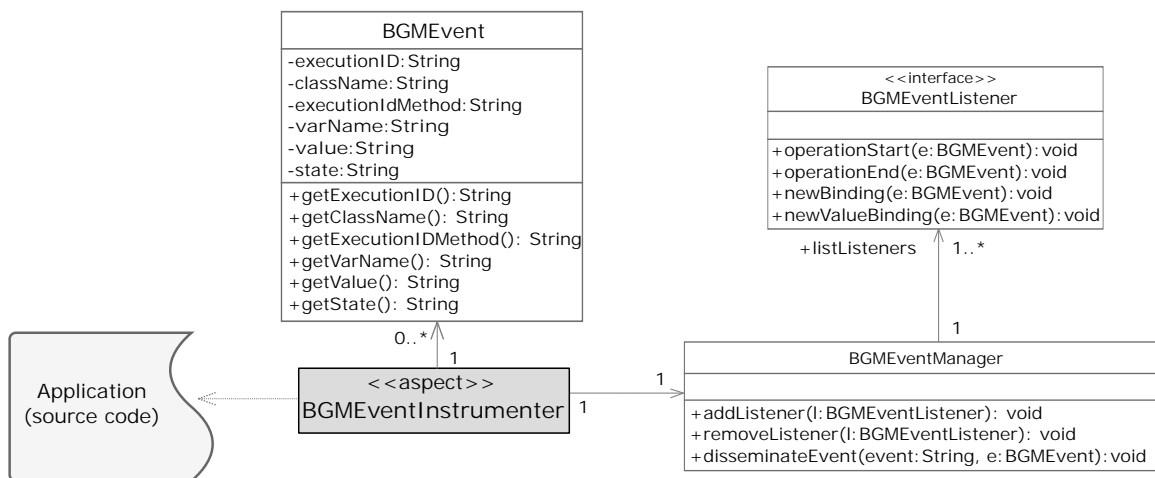 BGMEvent
-executionID:String
-className:String
-executionIdMethod:String
-varName:String
-value:String
-state:String
+getExecutionID():String
+getClassName(): String
+getExecutionIDMethod(): String
+getVarName(): String
+getValue(): String
+getState(): String
<<interface>>
BGMEventListener
+operationStart(e:BGMEvent):void
+operationEnd(e:BGMEvent):void
+newBinding(e:BGMEvent):void
+newValueBinding(e:BGMEvent):void
+listListeners
1..*
0..*
1
1
Application
(source code)
<<aspect>>
BGMEventInstrumenter
1
1
BGMEventManager
+addListener(l:BGMEventListener): void
+removeListener(l:BGMEventListener): void
+disseminateEvent(event:String, e:BGMEvent):void